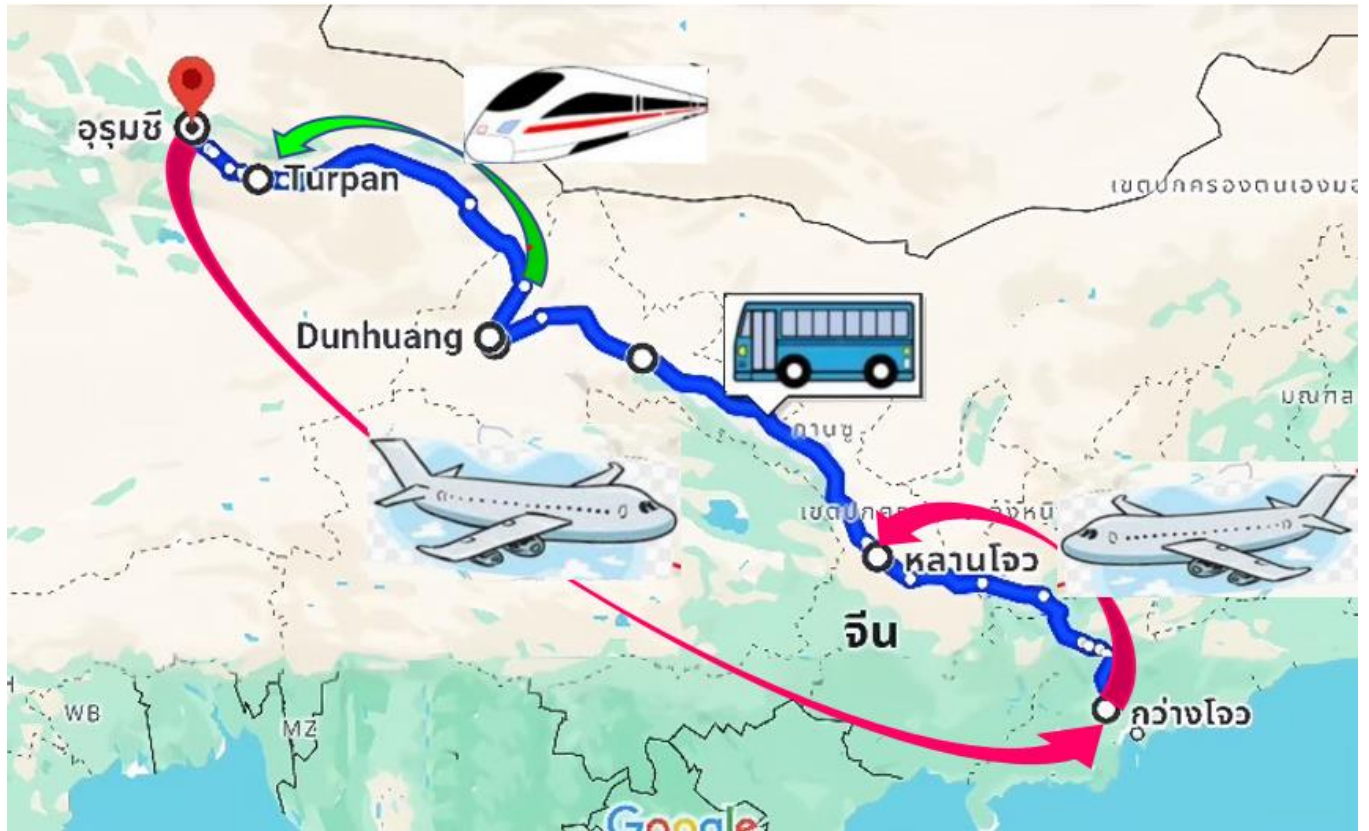 อุรุมชี
Turpan
เขตปกครองตนเองมอ
Dunhuang
กานซู
มณฑล
หลานโจว
จีน
กว่างโจว
WB
MZ
Google